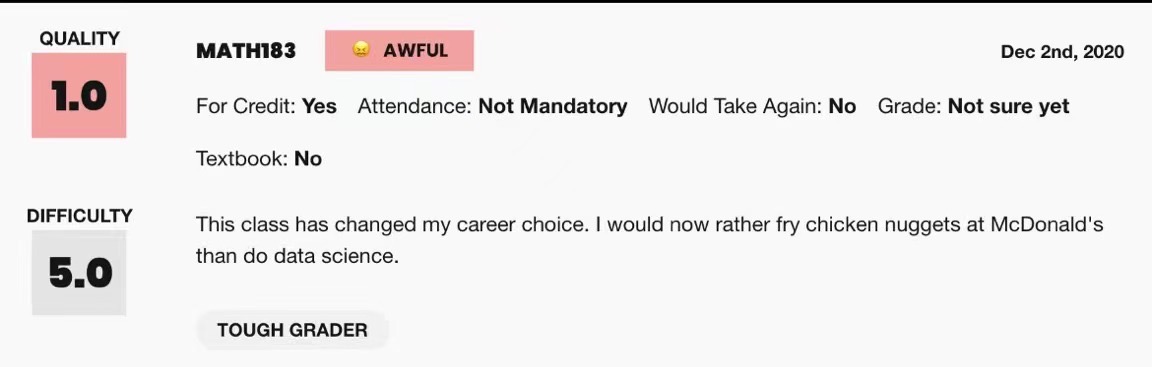 QUALITY
1.0
MATH183
😖 AWFUL
Dec 2nd, 2020
For Credit: Yes Attendance: Not Mandatory Would Take Again: No Grade: Not sure yet
Textbook: No
DIFFICULTY
5.0
This class has changed my career choice. I would now rather fry chicken nuggets at McDonald's
than do data science.
TOUGH GRADER